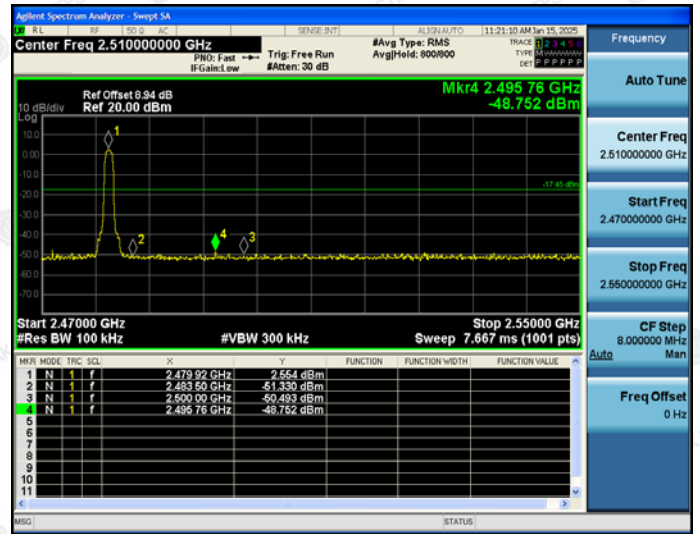 Agilent Spectrum Analyzer - Swept SA
RL RF 50 Ω AC SENSE:INT ALIGN AUTO 11:21:10 AM Jan 15, 2025
Center Freq 2.510000000 GHz #Avg Type: RMS TRACE 1 2 3 4 5 6
PNO: Fast Trig: Free Run Avg|Hold: 800/800 TYPE
IFGain:Low #Atten: 30 dB DET P P P P P P
Mkr4 2.495 76 GHz
Ref Offset 8.94 dB -48.752 dBm
10 dB/div Ref 20.00 dBm
Log
10.0
0.00
-10.0
-17.45 dBm
-20.0
-30.0
-40.0
-50.0
-60.0
-70.0
1
2
4
3
Start 2.47000 GHz Stop 2.55000 GHz
#Res BW 100 kHz #VBW 300 kHz Sweep 7.667 ms (1001 pts)
MKR MODE TRC SCL X Y FUNCTION FUNCTION WIDTH FUNCTION VALUE
1 N 1 f 2.479 92 GHz 2.554 dBm
2 N 1 f 2.483 50 GHz -51.330 dBm
3 N 1 f 2.500 00 GHz -50.493 dBm
4 N 1 f 2.495 76 GHz -48.752 dBm
5
6
7
8
9
10
11
MSG STATUS
Frequency
Auto Tune
Center Freq
2.510000000 GHz
Start Freq
2.470000000 GHz
Stop Freq
2.550000000 GHz
CF Step
8.000000 MHz
Auto Man
Freq Offset
0 Hz